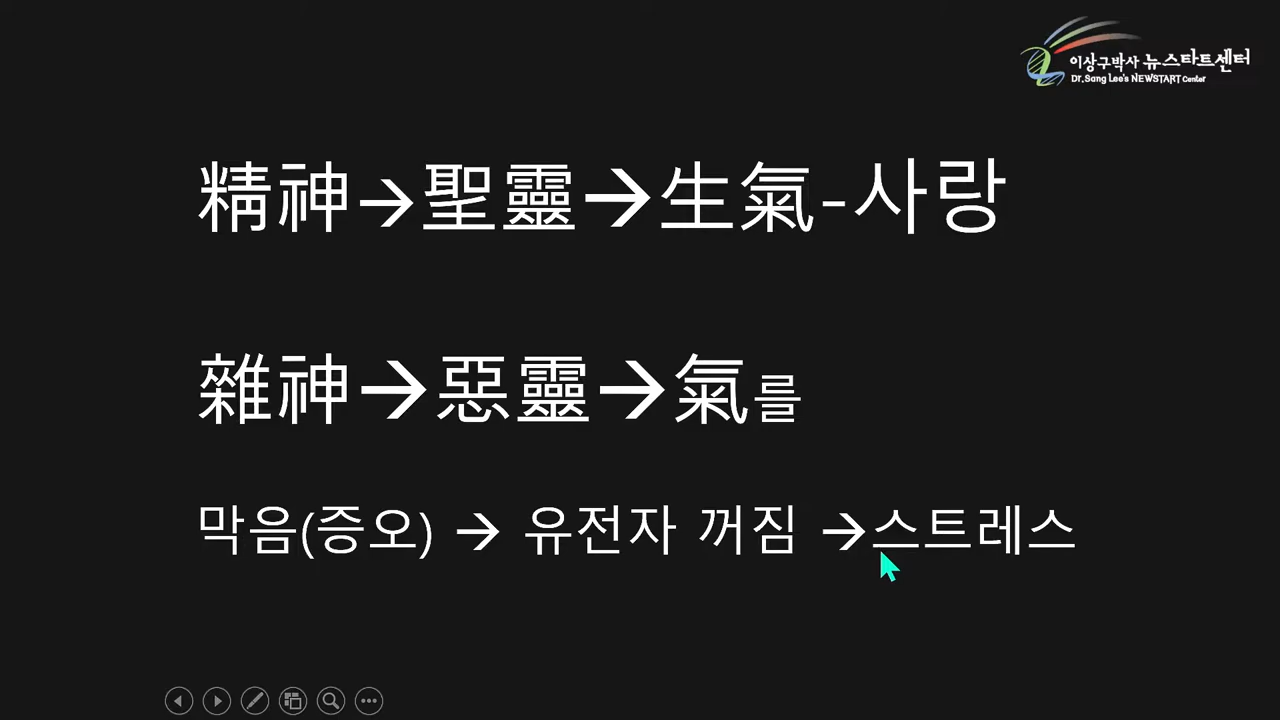 이상구박사 뉴스타트센터
Dr.Sang Lee's NEWSTART Center
精神→聖靈→生氣-사랑
雜神→惡靈→氣를
막음(증오) → 유전자 꺼짐 →스트레스